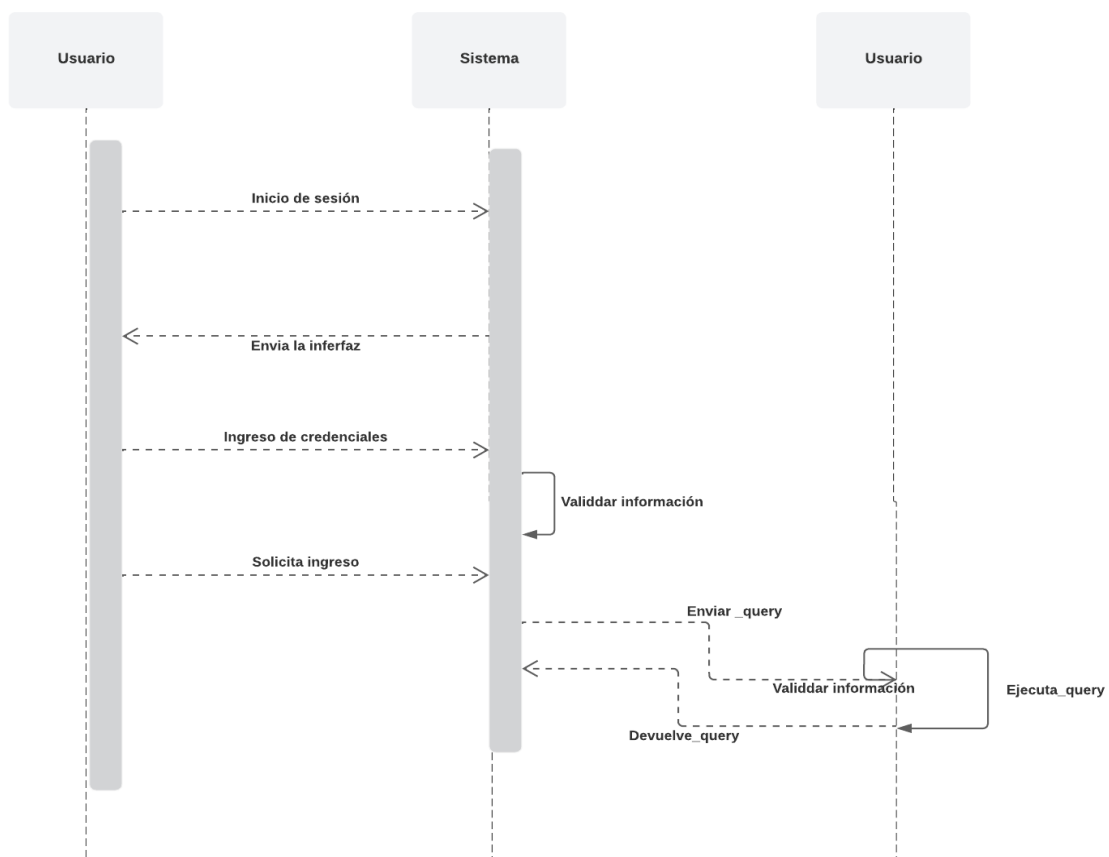 Usuario
Sistema
Usuario
Inicio de sesión
Envia la inferfaz
Ingreso de credenciales
Validdar información
Solicita ingreso
Enviar _query
Validdar información
Ejecuta_query
Devuelve_query